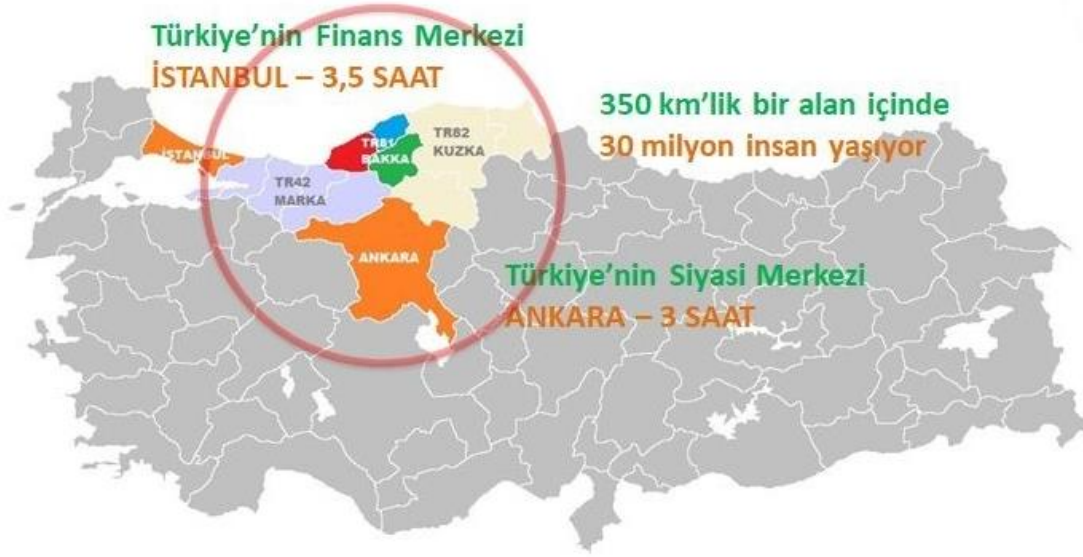 Türkiye'nin Finans Merkezi
İSTANBUL – 3,5 SAAT
350 km'lik bir alan içinde
30 milyon insan yaşıyor
TR82
KUZKA
TR81
BAKKA
İSTANBUL
TR42
MARKA
ANKARA
Türkiye'nin Siyasi Merkezi
ANKARA – 3 SAAT